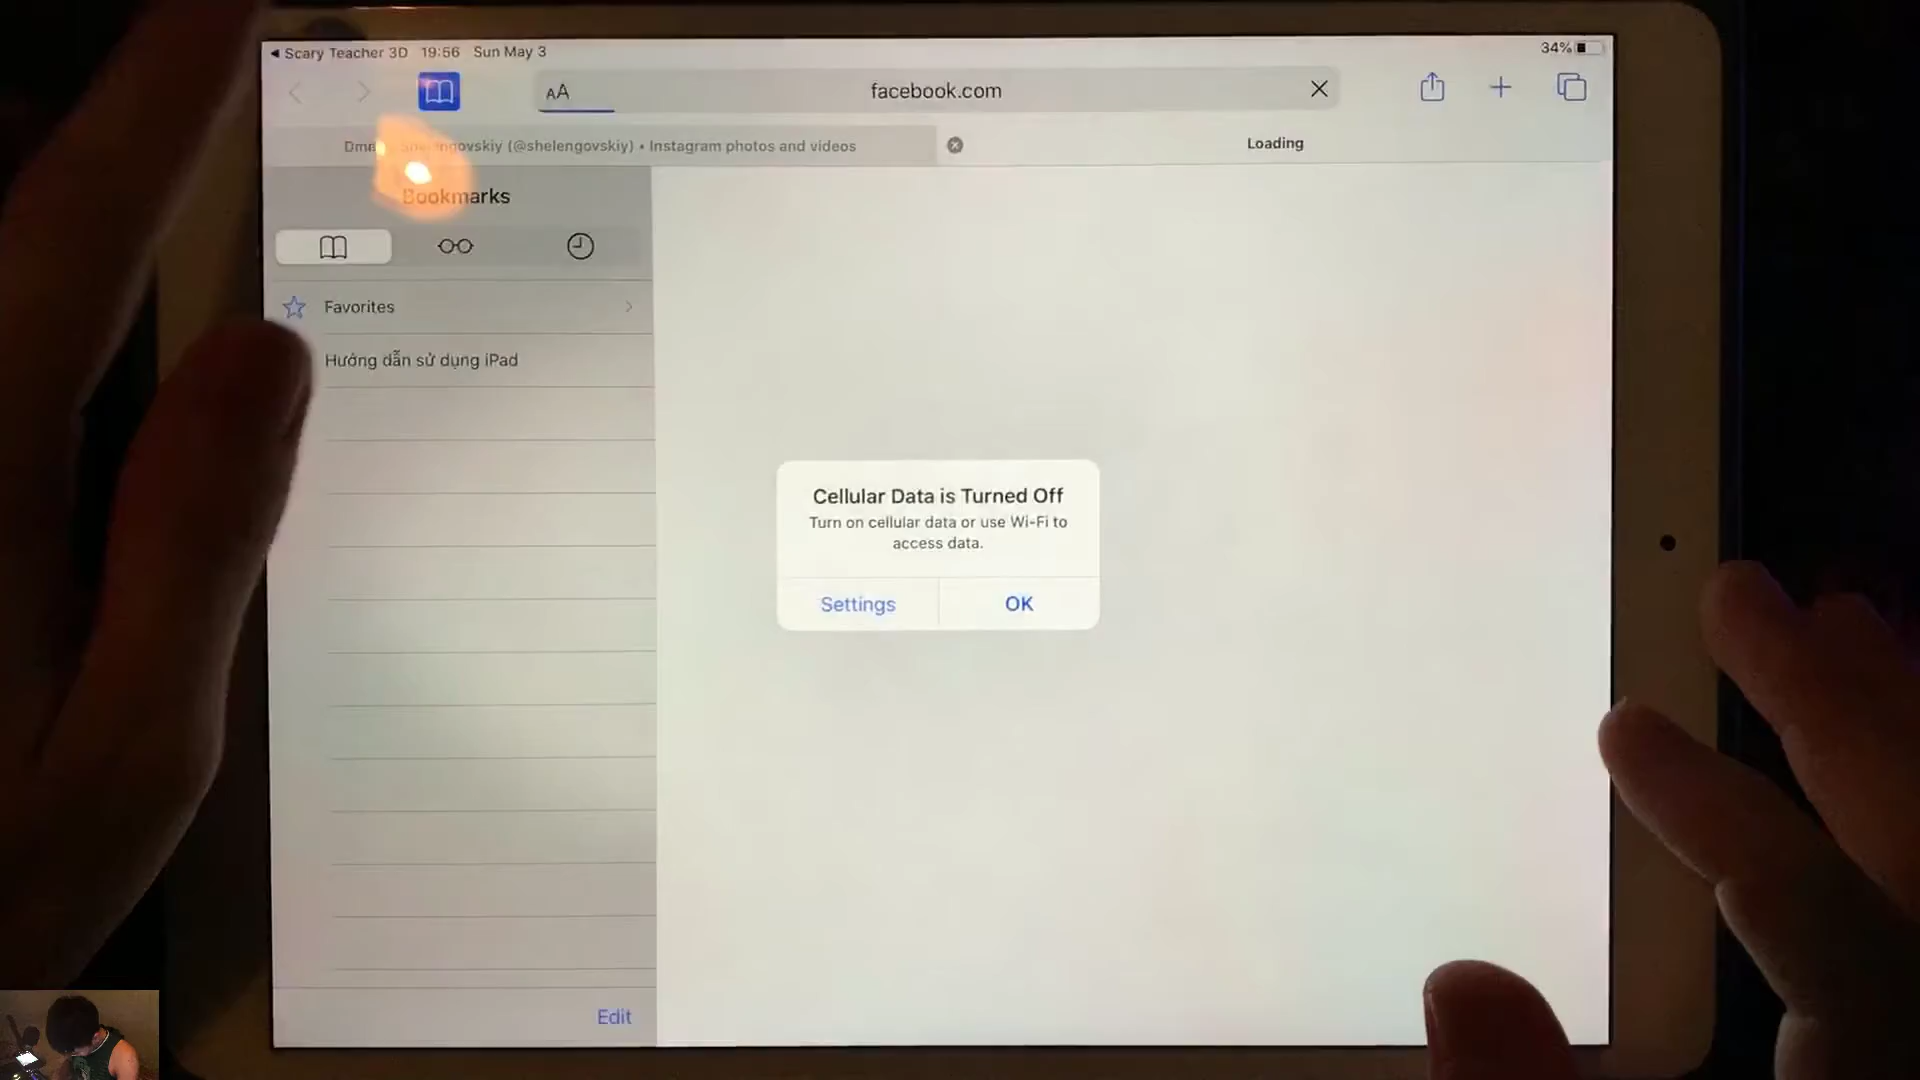 Scary Teacher 3D 19:56 Sun May 3
34%
AA
facebook.com
(@shelengovskiy) • Instagram photos and videos
Loading
Bookmarks
Favorites
Hướng dẫn sử dụng iPad
Cellular Data is Turned Off
Turn on cellular data or use Wi-Fi to
access data.
Settings
OK
Edit